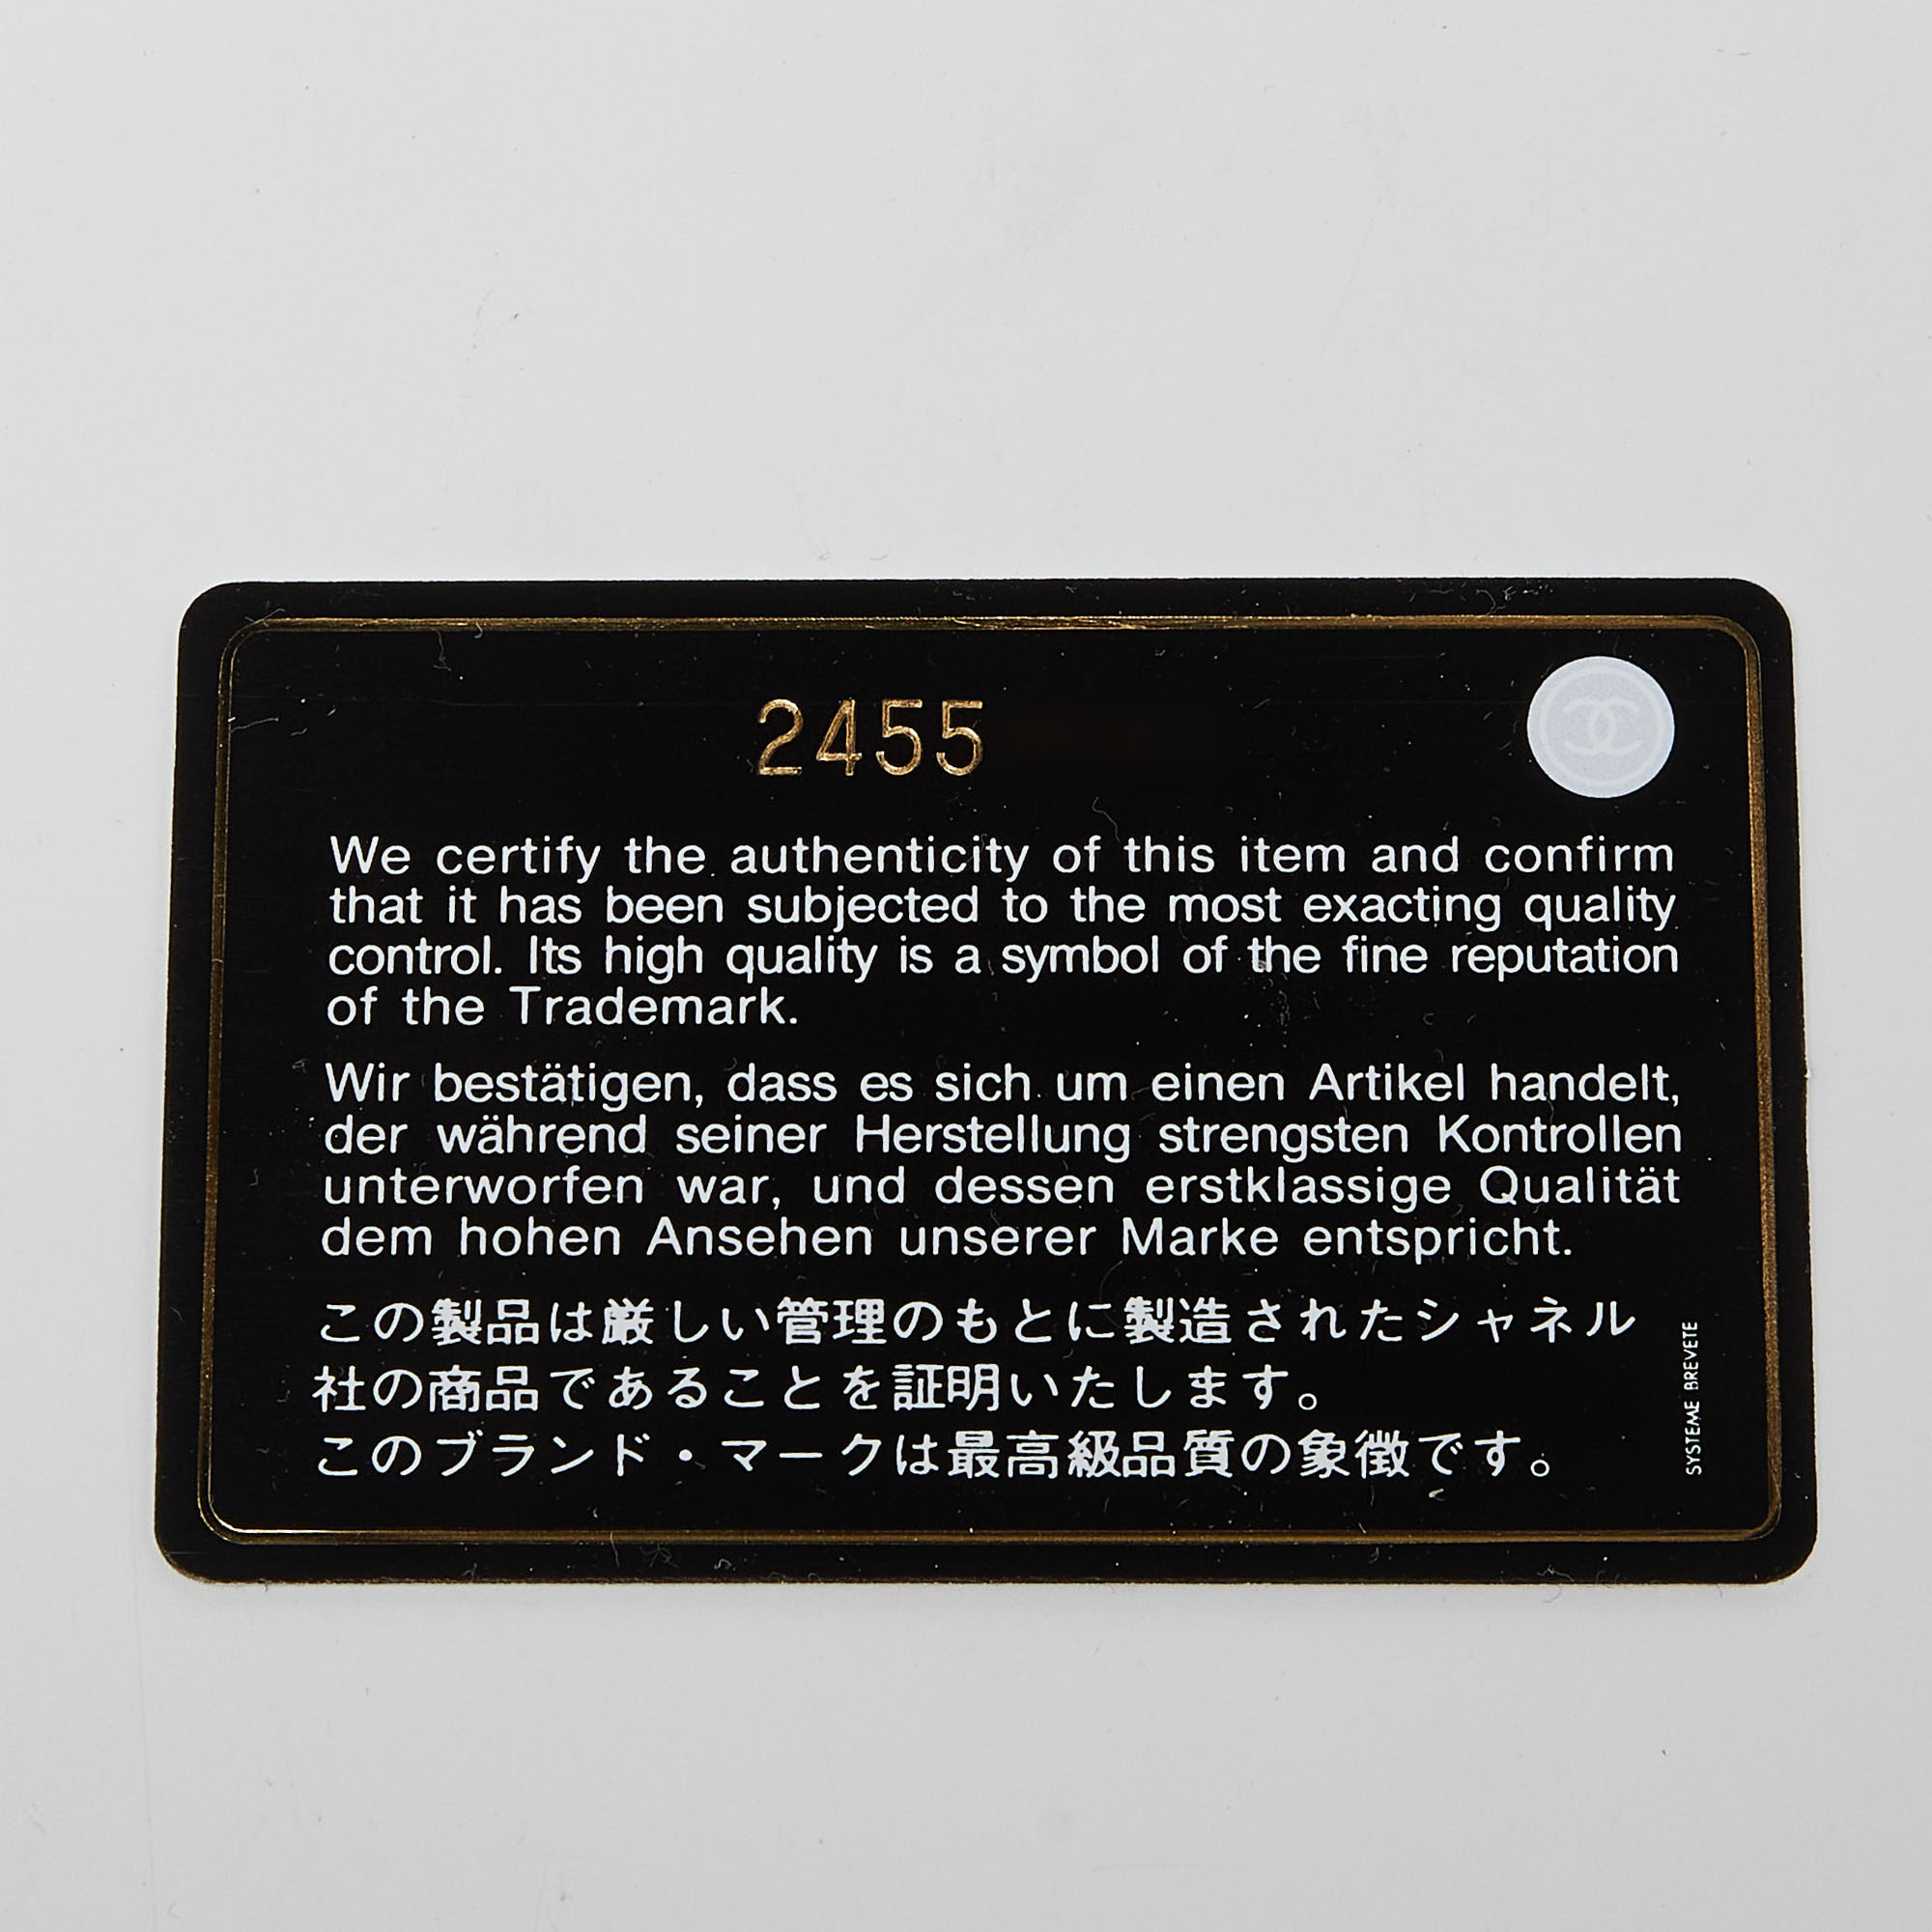 2455
We certify the authenticity of this item and confirm
that it has been subjected to the most exacting quality
control. Its high quality is a symbol of the fine reputation
of the Trademark.
Wir bestätigen, dass es sich um einen Artikel handelt,
der während seiner Herstellung strengsten Kontrollen
unterworfen war, und dessen erstklassige Qualität
dem hohen Ansehen unserer Marke entspricht.
この製品は厳しい管理のもとに製造されたシャネル
社の商品であることを証明いたします。
このブランド・マークは最高級品質の象徴です。
SYSTEME BREVETE